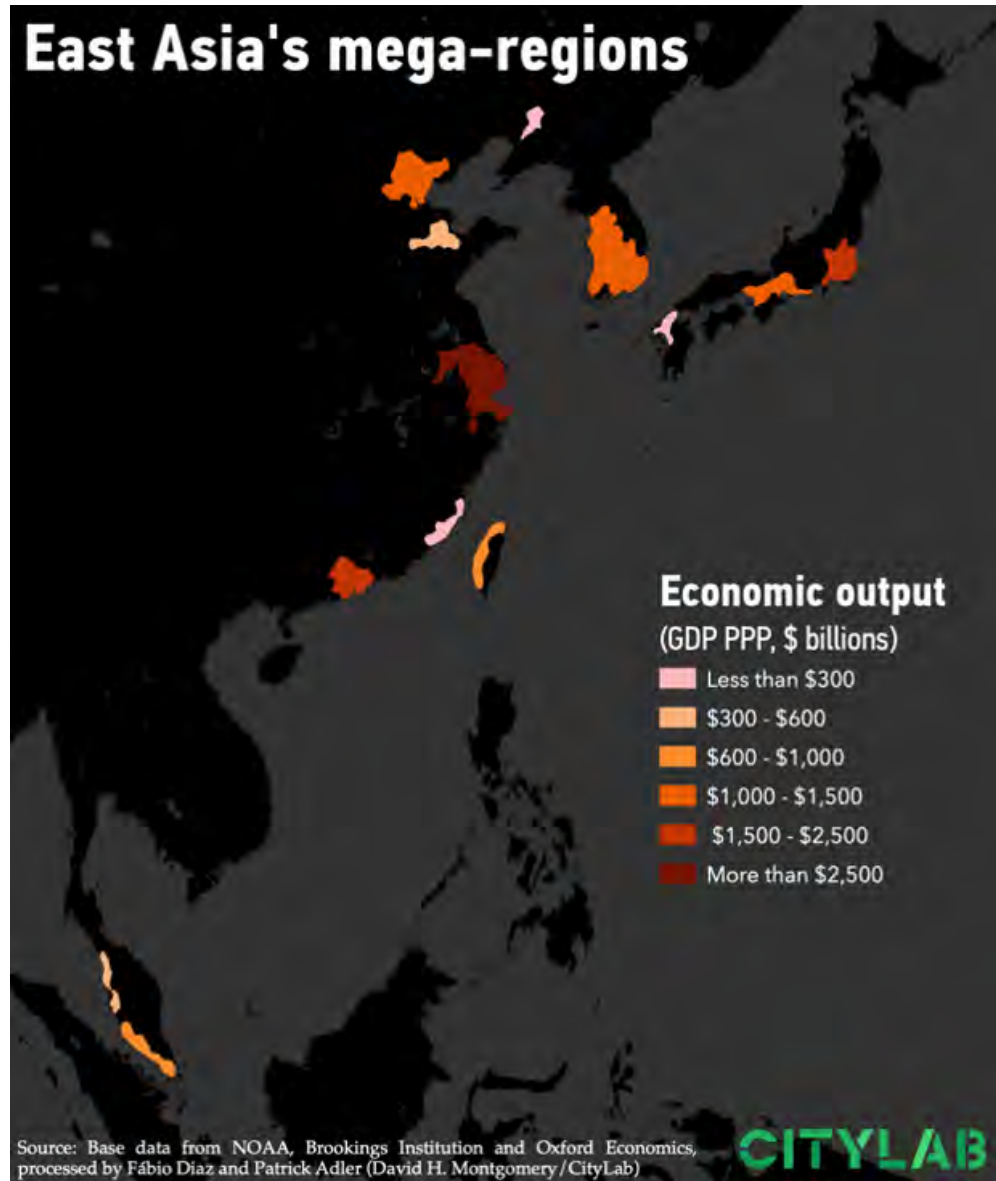 East Asia's mega-regions
Economic output
(GDP PPP, $ billions)
Less than $300
$300 - $600
$600 - $1,000
$1,000 - $1,500
$1,500 - $2,500
More than $2,500
Source: Base data from NOAA, Brookings Institution and Oxford Economics,
processed by Fábio Diaz and Patrick Adler (David H. Montgomery/CityLab)
CITYLAB